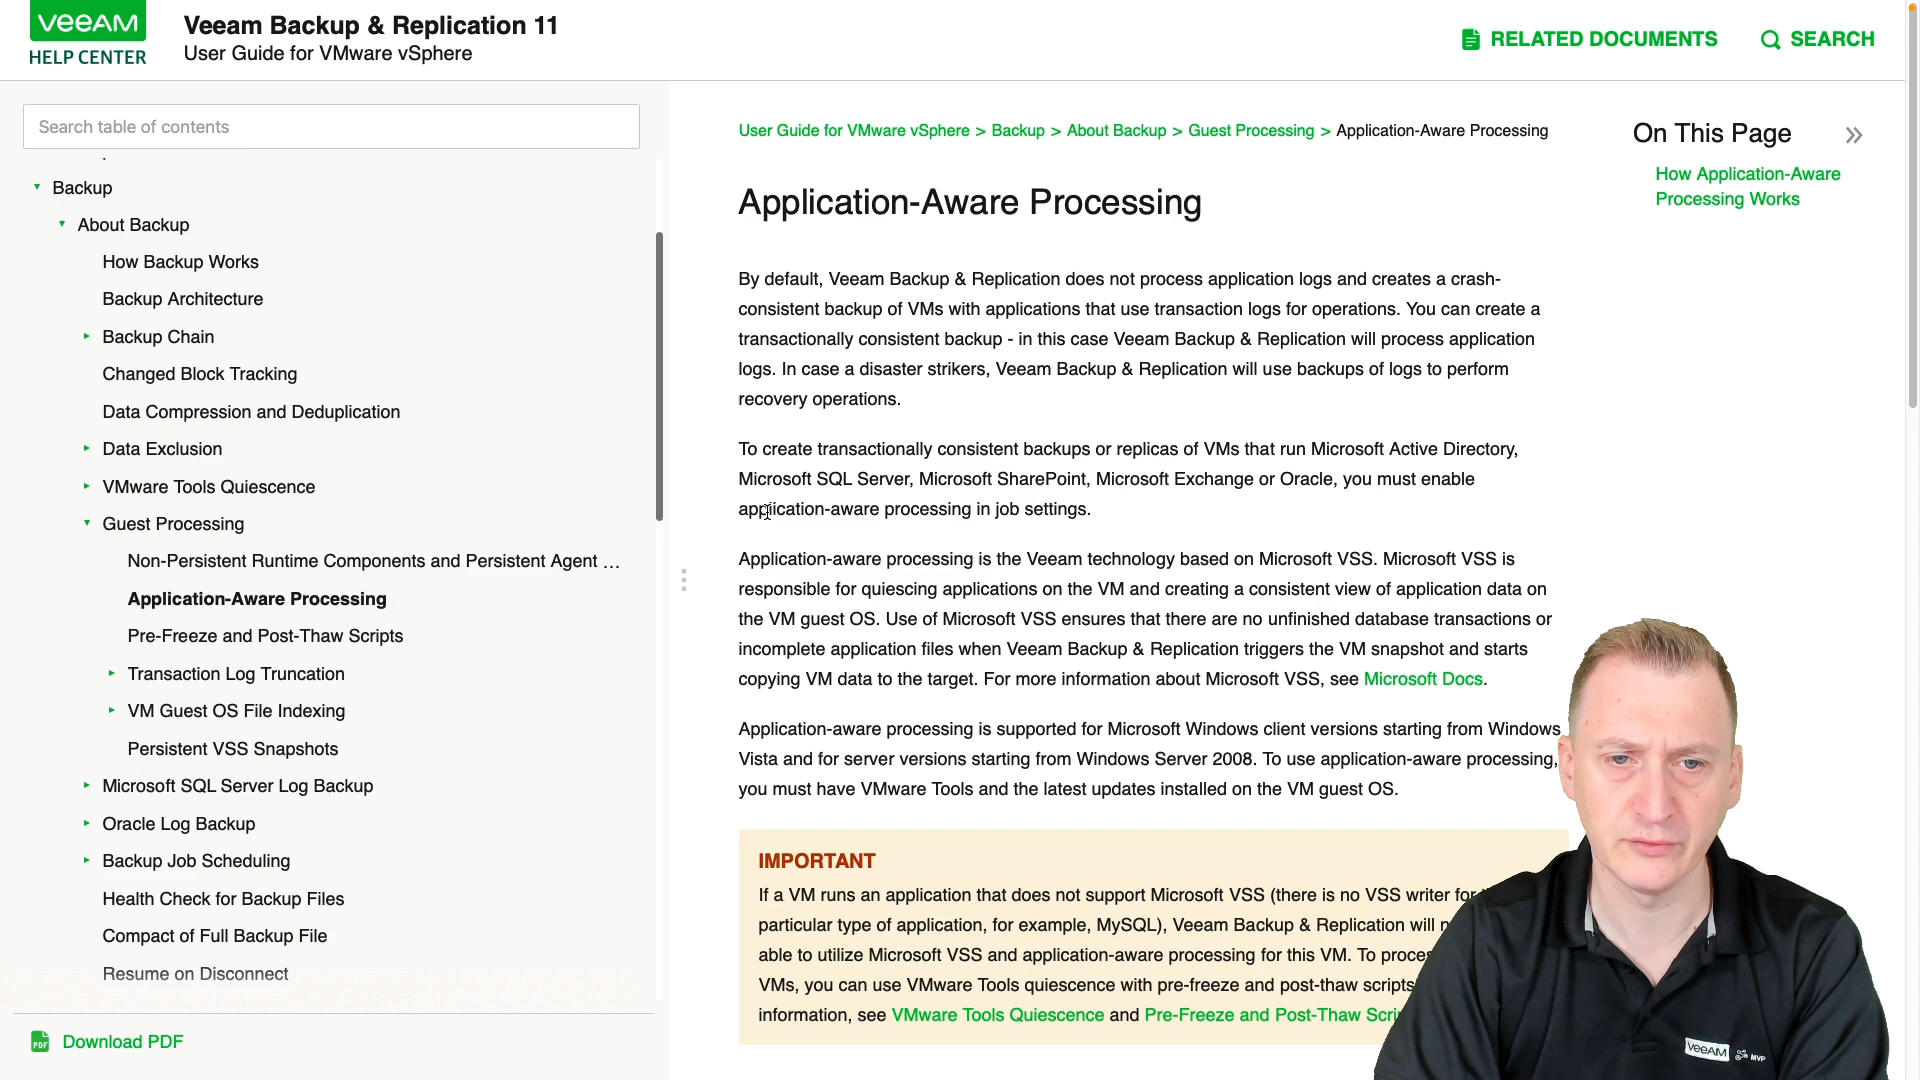 veeAM
HELP CENTER
Veeam Backup & Replication 11
User Guide for VMware vSphere
RELATED DOCUMENTS
SEARCH
Search table of contents
Backup
About Backup
How Backup Works
Backup Architecture
Backup Chain
Changed Block Tracking
Data Compression and Deduplication
Data Exclusion
VMware Tools Quiescence
Guest Processing
Non-Persistent Runtime Components and Persistent Agent ...
Application-Aware Processing
Pre-Freeze and Post-Thaw Scripts
Transaction Log Truncation
VM Guest OS File Indexing
Persistent VSS Snapshots
Microsoft SQL Server Log Backup
Oracle Log Backup
Backup Job Scheduling
Health Check for Backup Files
Compact of Full Backup File
Resume on Disconnect
PDF
Download PDF
User Guide for VMware vSphere > Backup > About Backup > Guest Processing > Application-Aware Processing
Application-Aware Processing
By default, Veeam Backup & Replication does not process application logs and creates a crash-
consistent backup of VMs with applications that use transaction logs for operations. You can create a
transactionally consistent backup - in this case Veeam Backup & Replication will process application
logs. In case a disaster strikers, Veeam Backup & Replication will use backups of logs to perform
recovery operations.
To create transactionally consistent backups or replicas of VMs that run Microsoft Active Directory,
Microsoft SQL Server, Microsoft SharePoint, Microsoft Exchange or Oracle, you must enable
application-aware processing in job settings.
Application-aware processing is the Veeam technology based on Microsoft VSS. Microsoft VSS is
responsible for quiescing applications on the VM and creating a consistent view of application data on
the VM guest OS. Use of Microsoft VSS ensures that there are no unfinished database transactions or
incomplete application files when Veeam Backup & Replication triggers the VM snapshot and starts
copying VM data to the target. For more information about Microsoft VSS, see Microsoft Docs.
Application-aware processing is supported for Microsoft Windows client versions starting from Windows
Vista and for server versions starting from Windows Server 2008. To use application-aware processing,
you must have VMware Tools and the latest updates installed on the VM guest OS.
IMPORTANT
If a VM runs an application that does not support Microsoft VSS (there is no VSS writer for
particular type of application, for example, MySQL), Veeam Backup & Replication will
able to utilize Microsoft VSS and application-aware processing for this VM. To
VMs, you can use VMware Tools quiescence with pre-freeze and post-thaw scripts
information, see VMware Tools Quiescence and Pre-Freeze and Post-Thaw
On This Page
How Application-Aware
Processing Works
veeAM
MVP